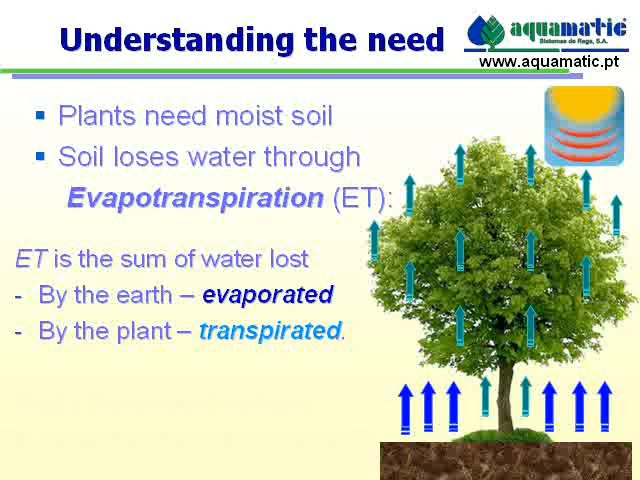 Understanding the need
aquamatic
Sistemas de Rega, S.A.
www.aquamatic.pt
▪ Plants need moist soil
▪ Soil loses water through
Evapotranspiration (ET):
ET is the sum of water lost
- By the earth – evaporated
- By the plant – transpirated.